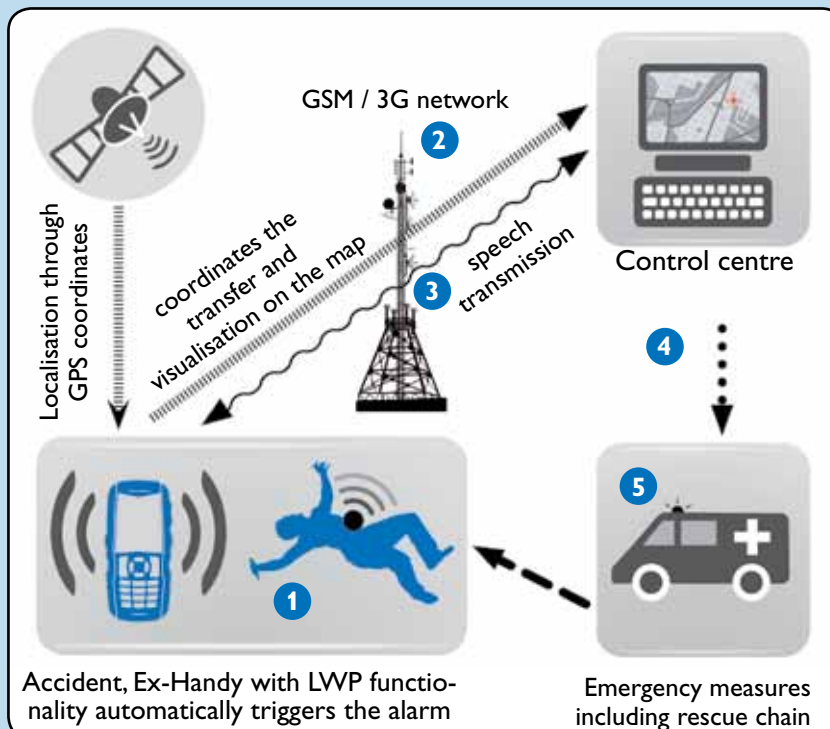 GSM / 3G network
2
Localisation through
GPS coordinates
coordinates the
transfer and
visualisation on the map
3
speech
transmission
Control centre
4
5
1
Accident, Ex-Handy with LWP functio-
nality automatically triggers the alarm
Emergency measures
including rescue chain